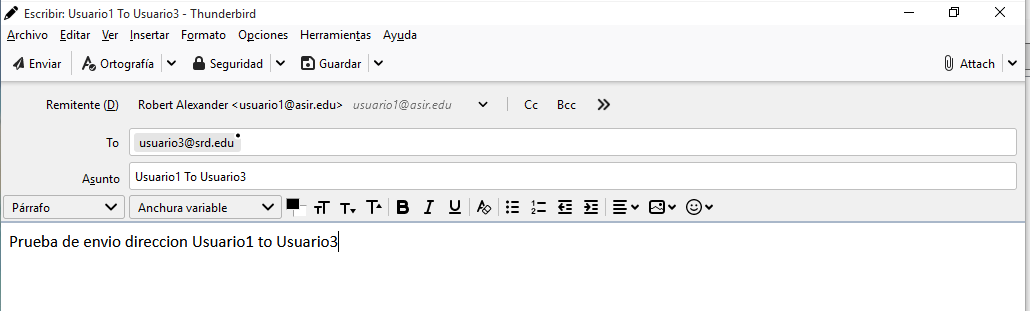 Escribir: Usuario1 To Usuario3 - Thunderbird
Archivo Editar Ver Insertar Formato Opciones Herramientas Ayuda
Enviar Ortografía Seguridad Guardar Attach
Remitente (D) Robert Alexander <usuario1@asir.edu> usuario1@asir.edu Cc Bcc
To usuario3@srd.edu
Asunto Usuario1 To Usuario3
Párrafo Anchura variable
Prueba de envio direccion Usuario1 to Usuario3